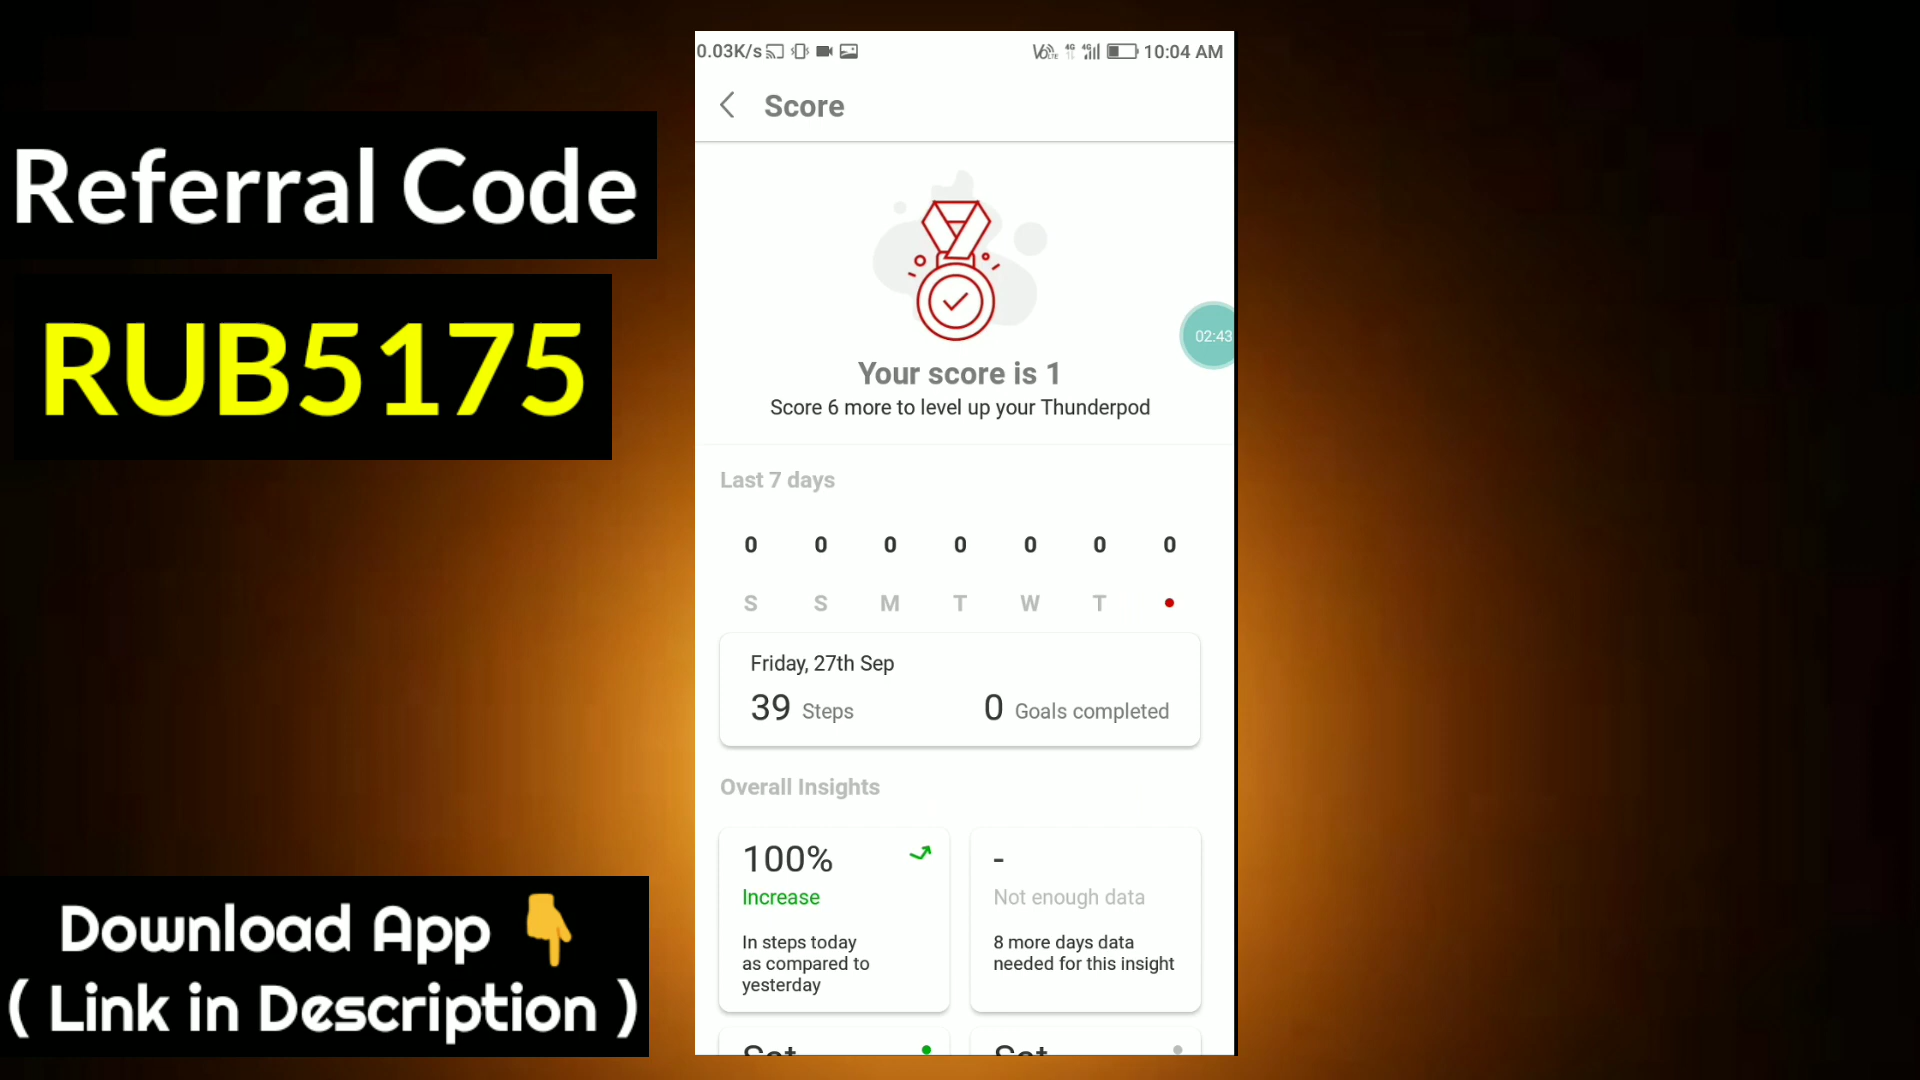 Referral Code
RUB5175
Download App 👇
( Link in Description )
0.03K/s
VoLTE 4G 4G 10:04 AM
Score
02:43
Your score is 1
Score 6 more to level up your Thunderpod
Last 7 days
0 0 0 0 0 0 0
S S M T W T
Friday, 27th Sep
39 Steps 0 Goals completed
Overall Insights
100%
Increase
In steps today
as compared to
yesterday
-
Not enough data
8 more days data
needed for this insight